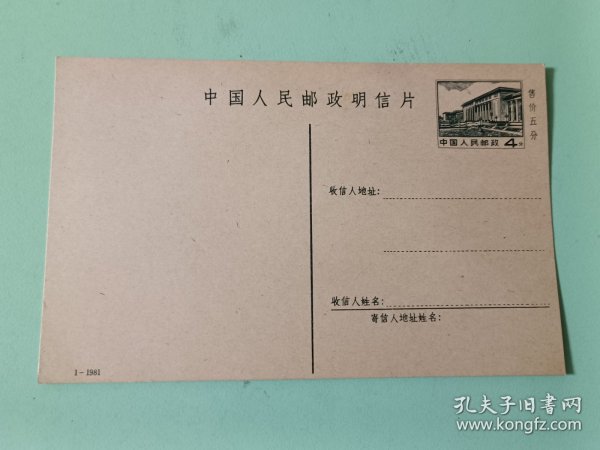 中国人民邮政明信片
中国人民邮政 4分
售价五分
收信人地址:
收信人姓名:
寄信人地址姓名:
1-1981
孔夫子旧书网
www.kongfz.com